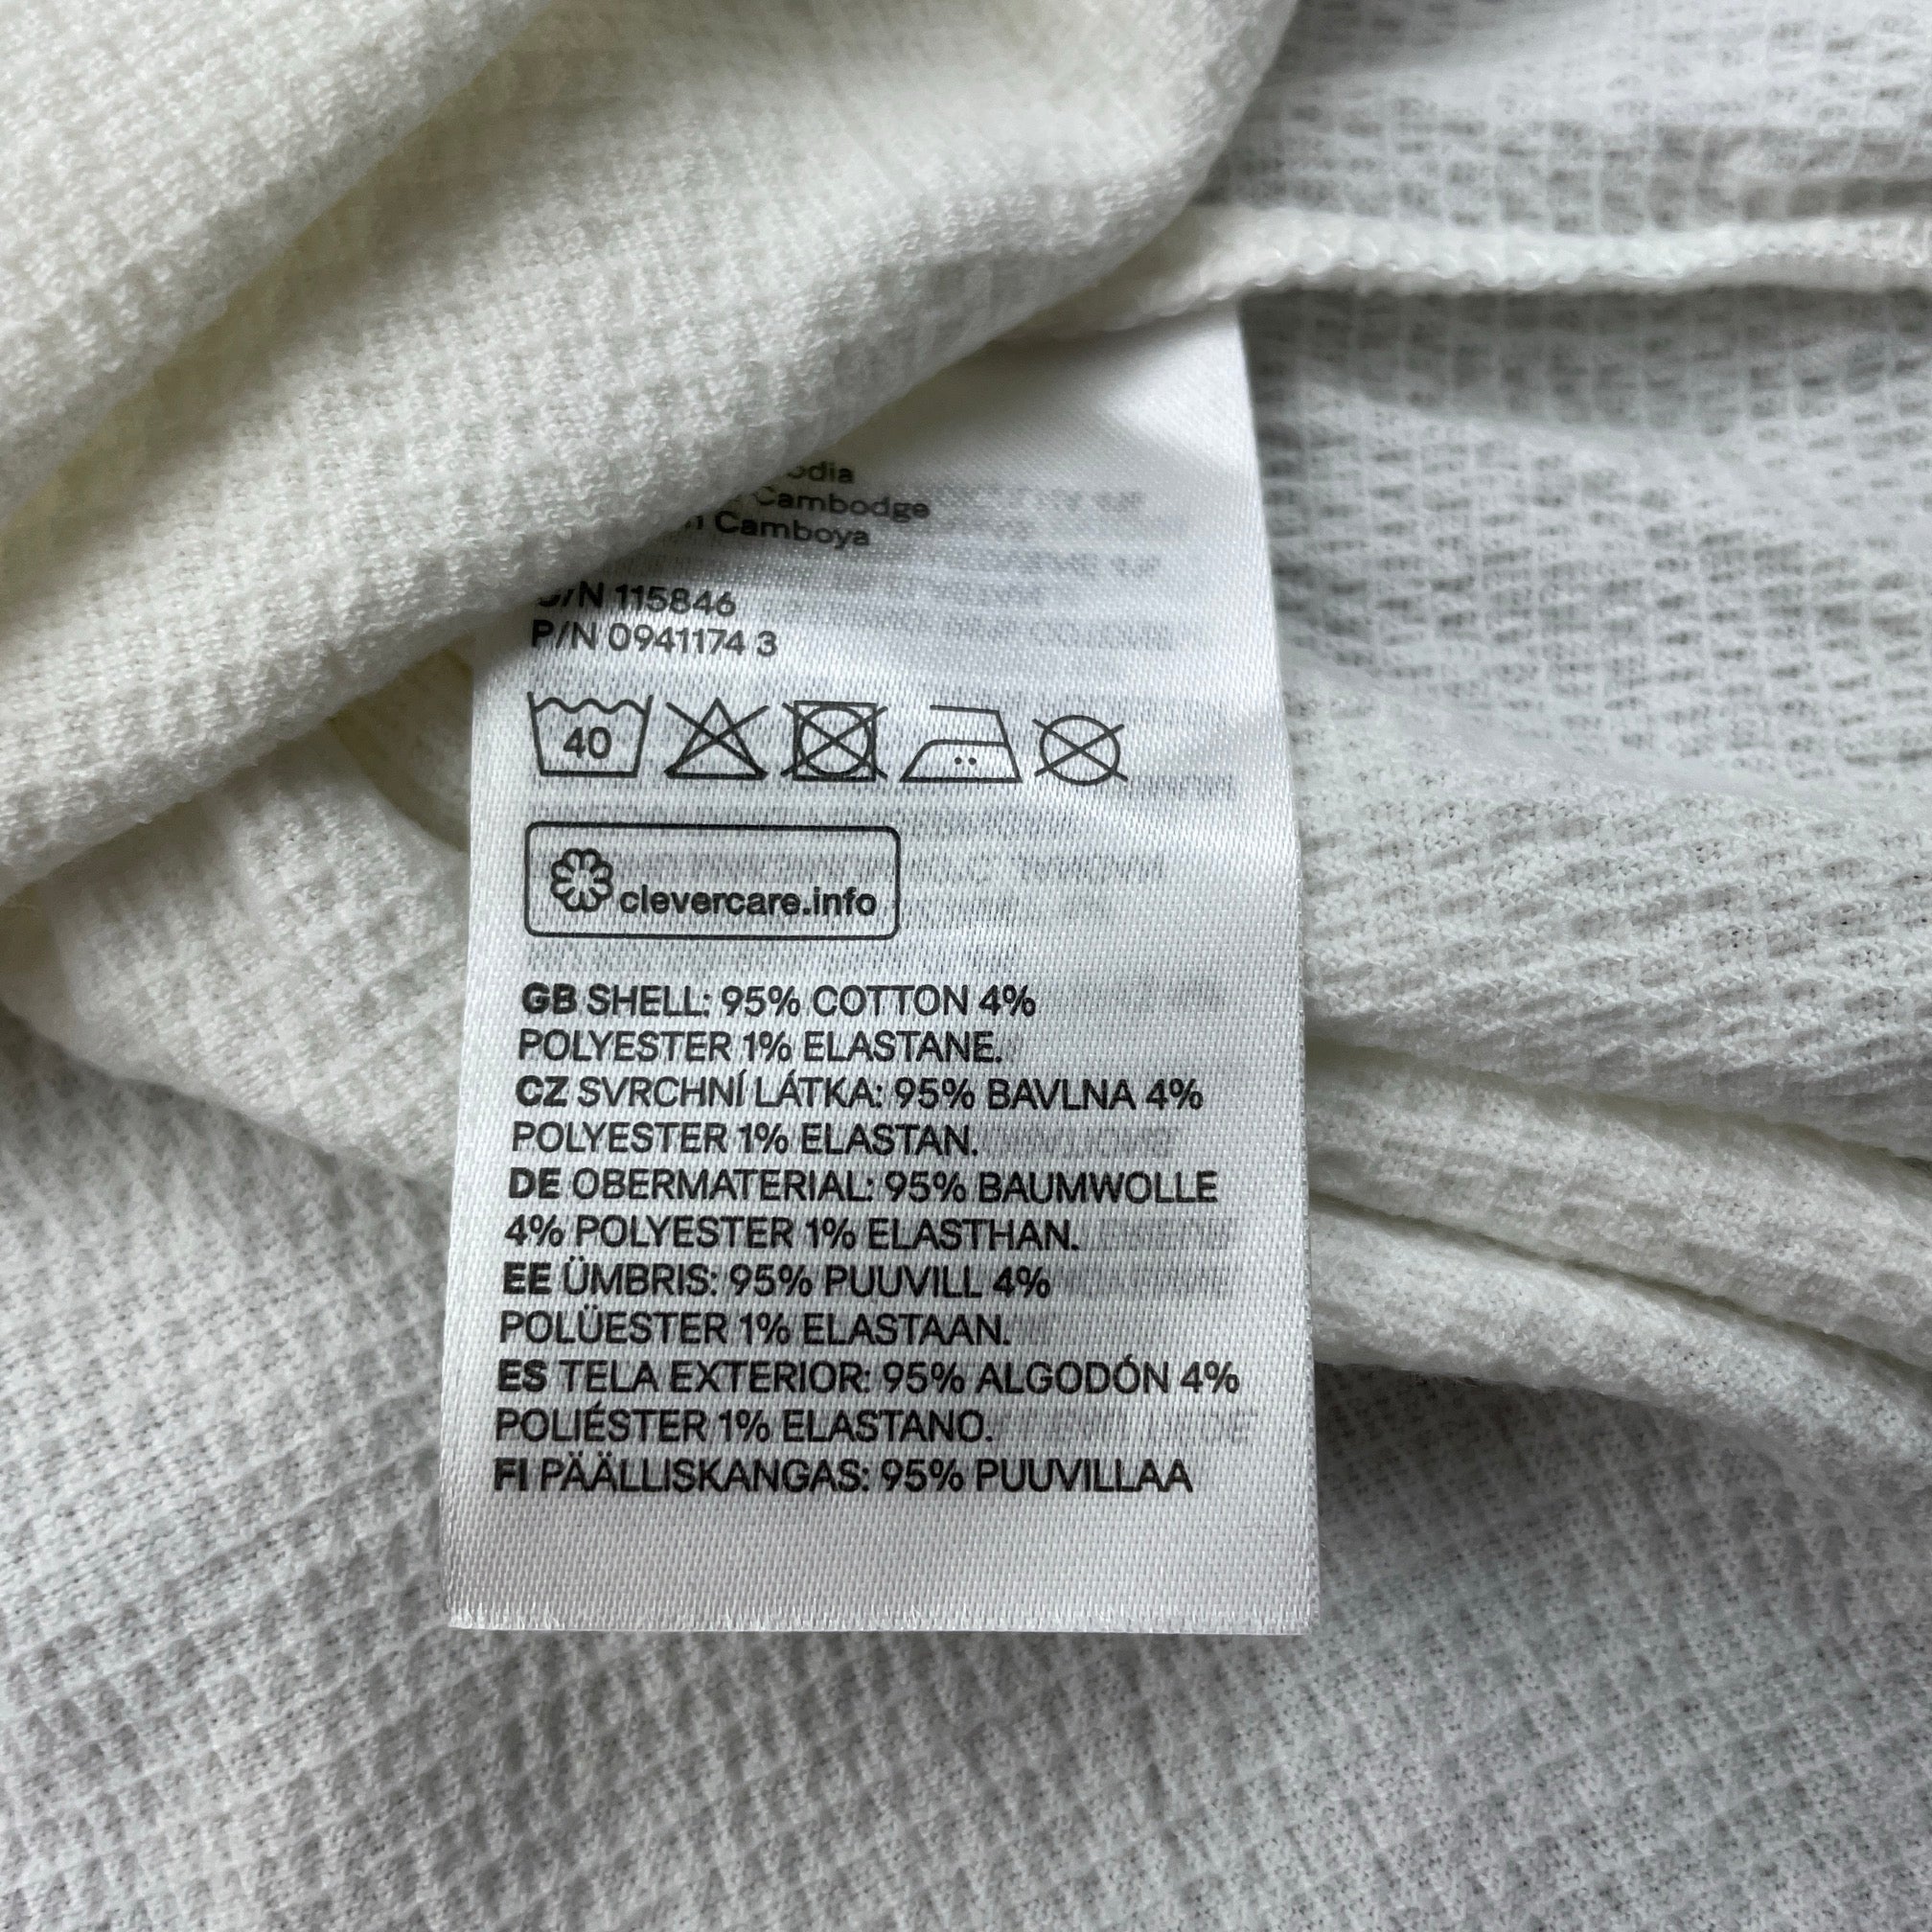 Cambodge
Camboya
/N 115846
P/N 0941174 3
40
clevercare.info
GB SHELL: 95% COTTON 4%
POLYESTER 1% ELASTANE.
CZ SVRCHNÍ LÁTKA: 95% BAVLNA 4%
POLYESTER 1% ELASTAN.
DE OBERMATERIAL: 95% BAUMWOLLE
4% POLYESTER 1% ELASTHAN.
EE ÜMBRIS: 95% PUUVILL 4%
POLÜESTER 1% ELASTAAN.
ES TELA EXTERIOR: 95% ALGODÓN 4%
POLIÉSTER 1% ELASTANO.
FI PÄÄLLISKANGAS: 95% PUUVILLAA